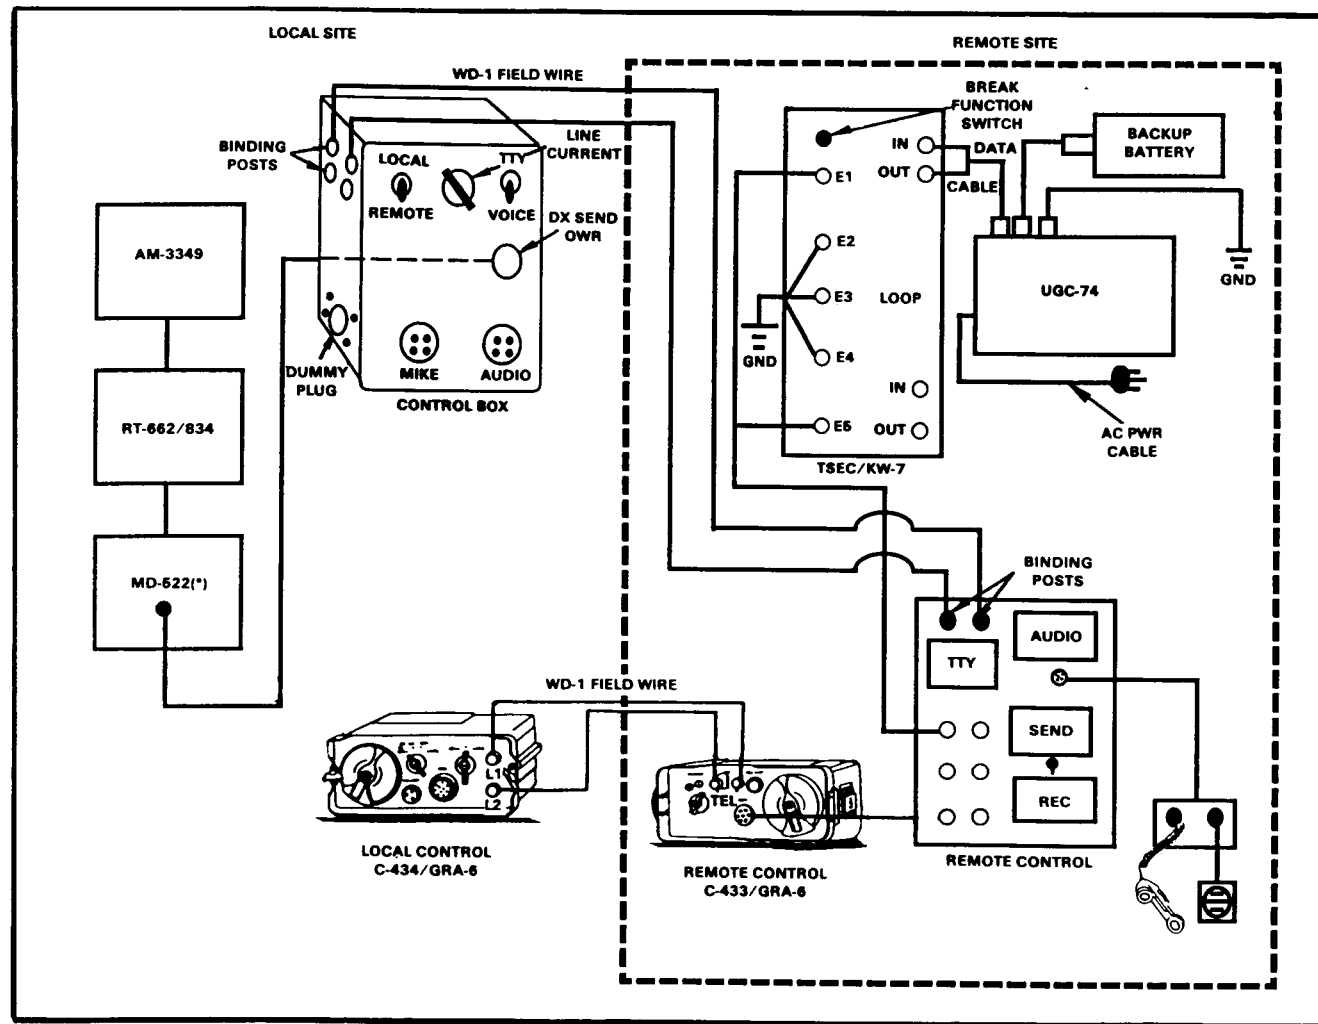 LOCAL SITE
REMOTE SITE
WD-1 FIELD WIRE
BREAK
FUNCTION
SWITCH
BINDING
POSTS
LINE
CURRENT
LOCAL
TTY
REMOTE
VOICE
DX SEND
OWR
DUMMY
PLUG
MIKE
AUDIO
CONTROL BOX
AM-3349
RT-662/834
MD-522(*)
IN
OUT
DATA
CABLE
E1
E2
E3
E4
E5
LOOP
IN
OUT
GND
TSEC/KW-7
BACKUP
BATTERY
UGC-74
GND
AC PWR
CABLE
BINDING
POSTS
TTY
AUDIO
SEND
REC
REMOTE CONTROL
WD-1 FIELD WIRE
L1
L2
LOCAL CONTROL
C-434/GRA-6
TEL
REMOTE CONTROL
C-433/GRA-6